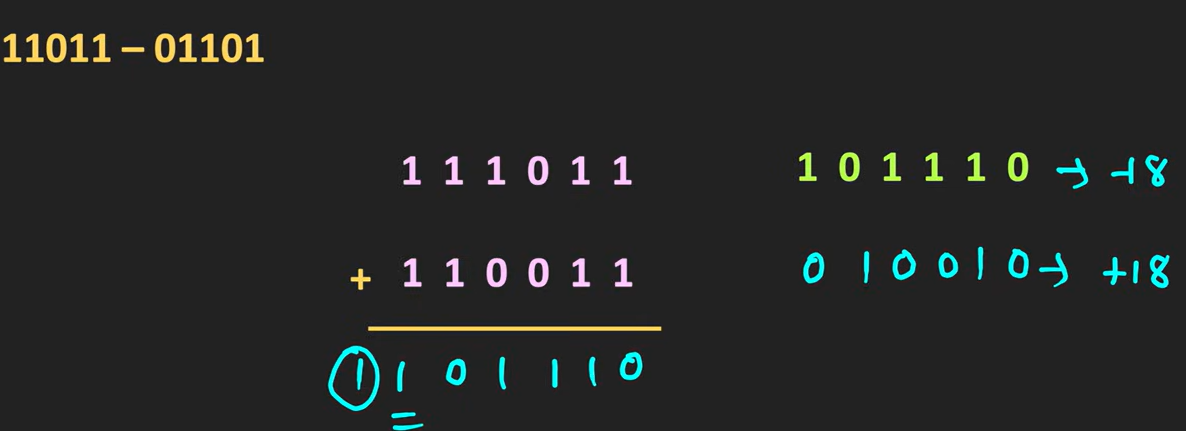 11011 – 01101
1 1 1 0 1 1
1 0 1 1 1 0 → -18
+ 1 1 0 0 1 1
0 1 0 0 1 0 → +18
1 1 0 1 1 1 0